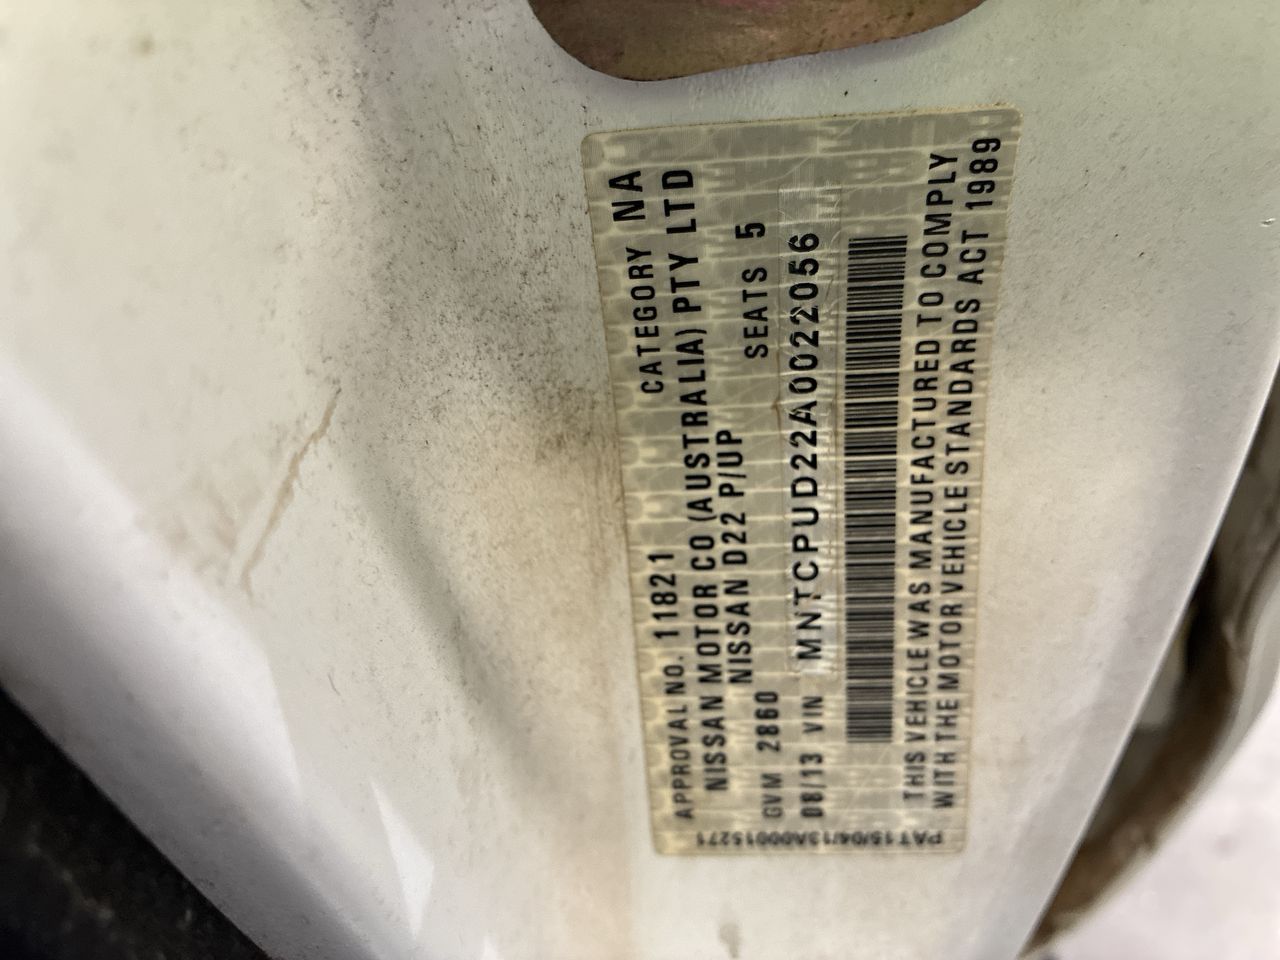 APPROVAL NO. 11821 CATEGORY NA
NISSAN MOTOR CO (AUSTRALIA) PTY LTD
NISSAN D22 P/UP
GVM 2860 SEATS 5
08/13 VIN MNTCPUD22A0022056
THIS VEHICLE WAS MANUFACTURED TO COMPLY
WITH THE MOTOR VEHICLE STANDARDS ACT 1989
PAT15/04/13A00015271